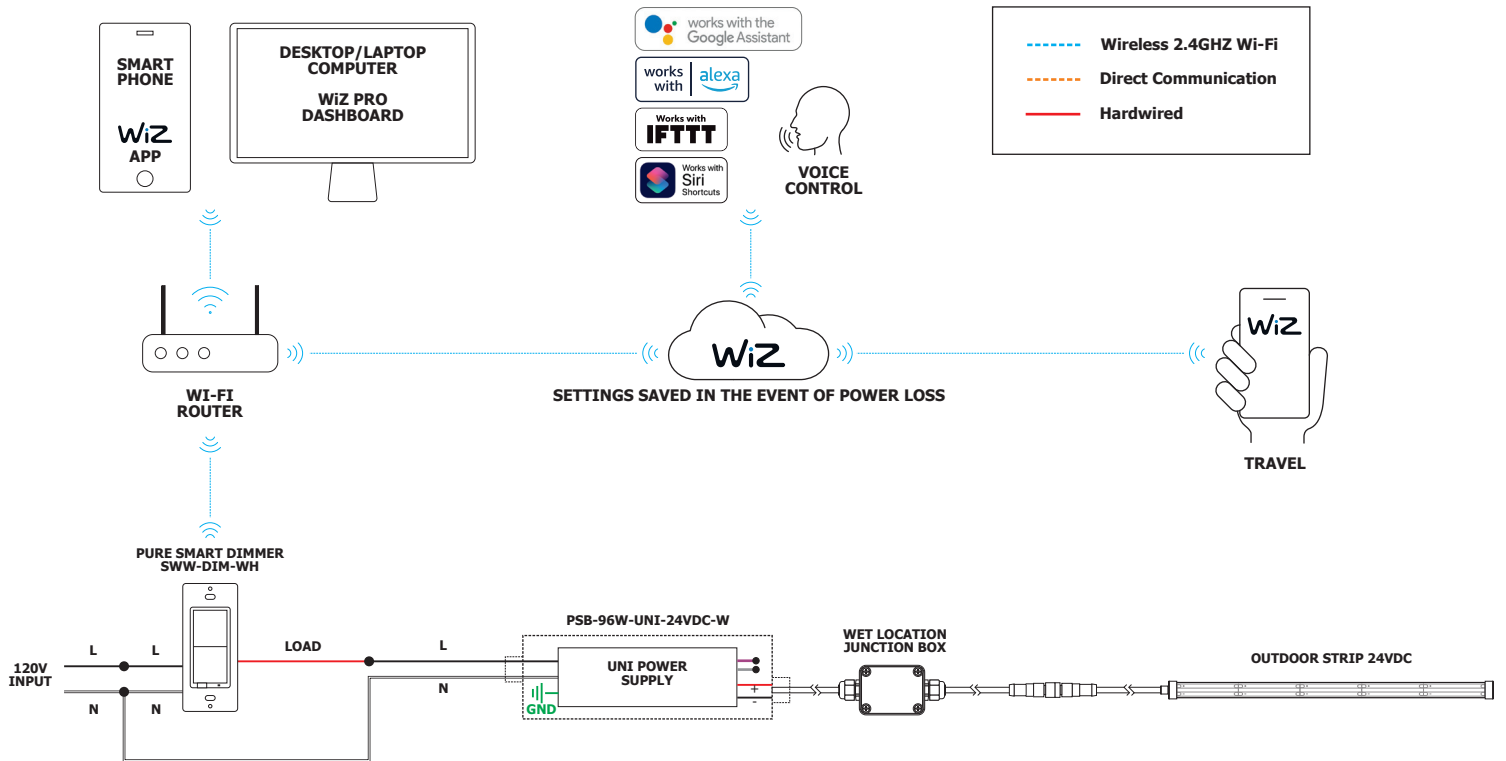 SMART
PHONE
WiZ
APP
DESKTOP/LAPTOP
COMPUTER
WiZ PRO
DASHBOARD
works with the
Google Assistant
works
with
alexa
Works with
IFTTT
Works with
Siri
Shortcuts
VOICE
CONTROL
Wireless 2.4GHZ Wi-Fi
Direct Communication
Hardwired
WI-FI
ROUTER
WiZ
SETTINGS SAVED IN THE EVENT OF POWER LOSS
WiZ
TRAVEL
PURE SMART DIMMER
SWW-DIM-WH
120V
INPUT
L
L
N
N
LOAD
L
N
PSB-96W-UNI-24VDC-W
UNI POWER
SUPPLY
GND
+
-
WET LOCATION
JUNCTION BOX
OUTDOOR STRIP 24VDC